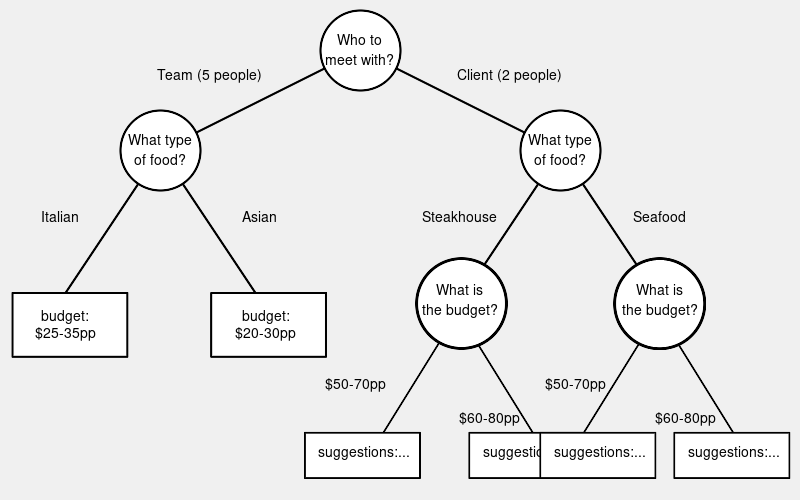 Who to
meet with?
Team (5 people)
Client (2 people)
What type
of food?
What type
of food?
Italian
Asian
Steakhouse
Seafood
budget:
$25-35pp
budget:
$20-30pp
What is
the budget?
What is
the budget?
$50-70pp
$60-80pp
$50-70pp
$60-80pp
suggestions:...
suggestio
suggestions:...
suggestions:...